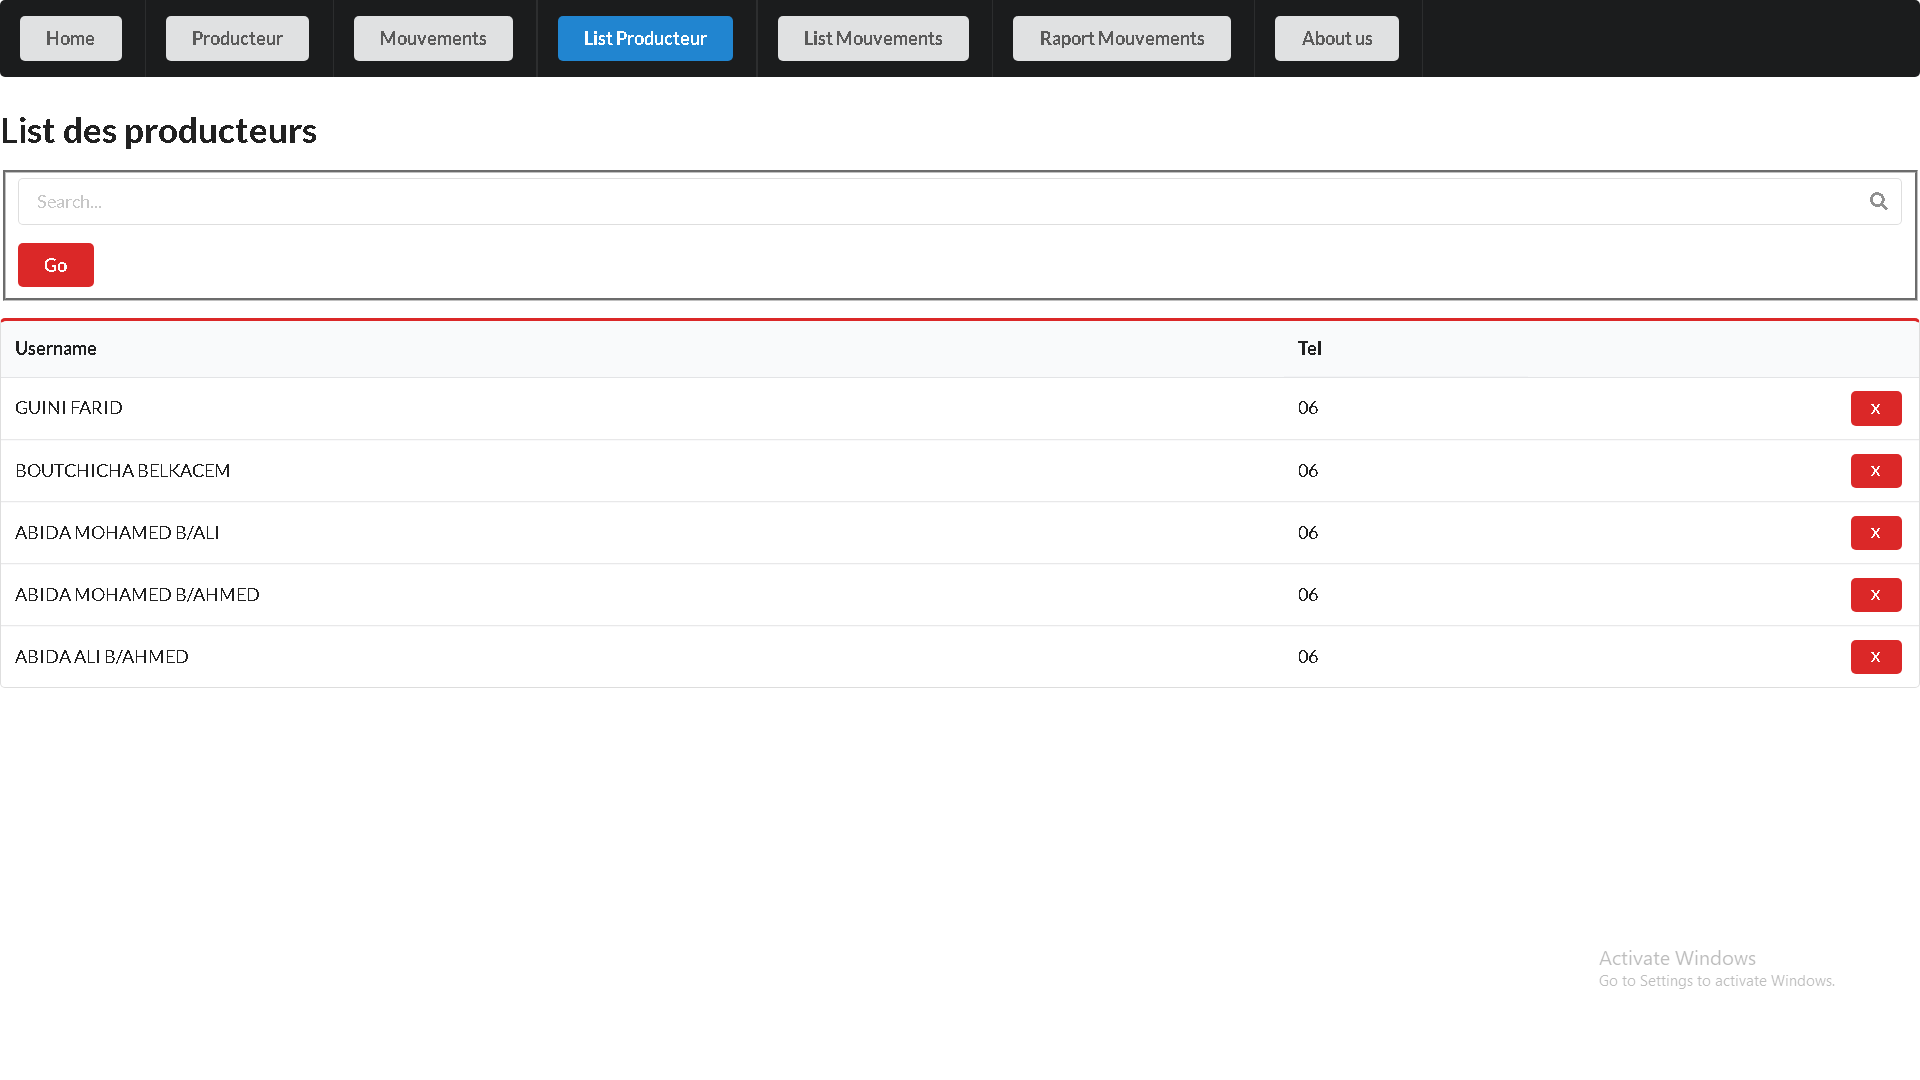 Home Producteur Mouvements List Producteur List Mouvements Raport Mouvements About us
List des producteurs
Search...
Go
Username Tel
GUINI FARID 06 X
BOUTCHICHA BELKACEM 06 X
ABIDA MOHAMED B/ALI 06 X
ABIDA MOHAMED B/AHMED 06 X
ABIDA ALI B/AHMED 06 X
Activate Windows
Go to Settings to activate Windows.